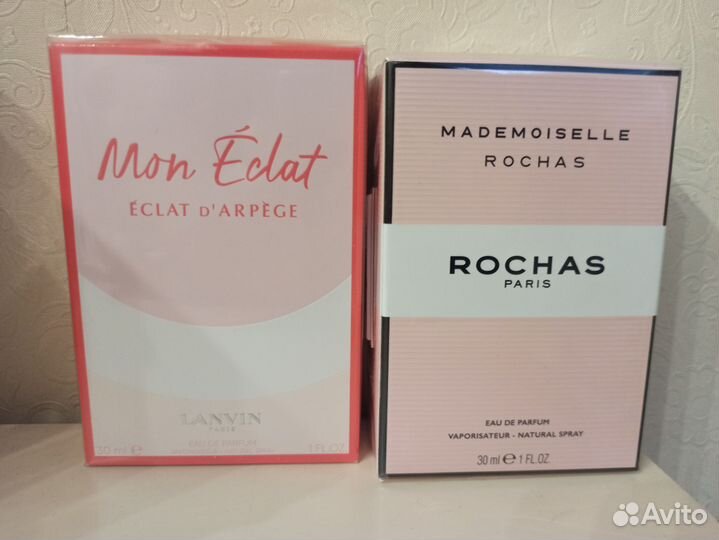 Mon Éclat
ÉCLAT D'ARPÈGE
LANVIN
PARIS
30 ml e
EAU DE PARFUM
1 FL.OZ
MADEMOISELLE
ROCHAS
ROCHAS
PARIS
EAU DE PARFUM
VAPORISATEUR - NATURAL SPRAY
30 ml e 1 FL.OZ.
Avito